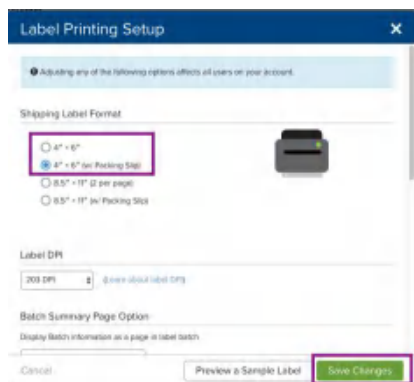 Label Printing Setup
Adjusting any of the following options affects all users on your account.
Shipping Label Format
4" × 6"
4" × 6" (w/ Packing Slip)
8.5" × 11" (2 per page)
8.5" × 11" (w/ Packing Slip)
Label DPI
203 DPI
(Learn about label DPI)
Batch Summary Page Option
Display Batch information as a page in label batch
Cancel
Preview a Sample Label
Save Changes